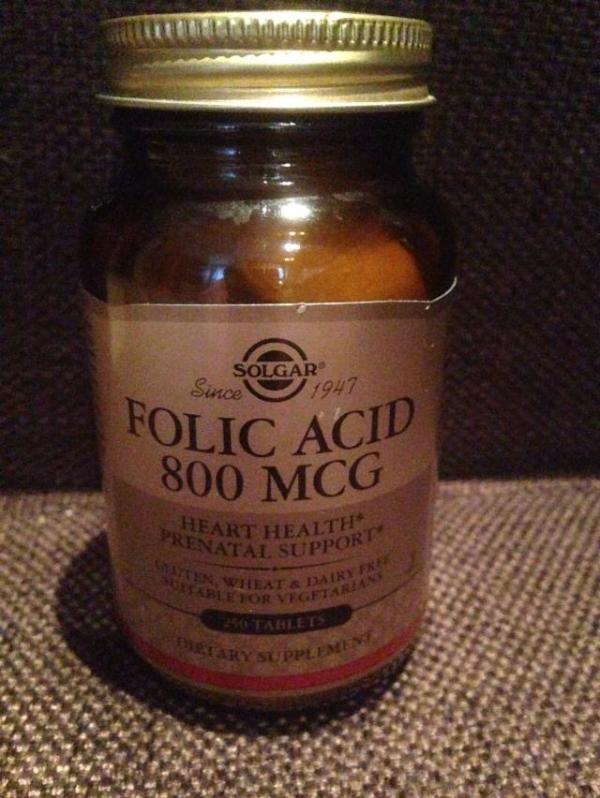 SOLGAR®
Since 1947
FOLIC ACID
800 MCG
HEART HEALTH*
PRENATAL SUPPORT*
GLUTEN, WHEAT & DAIRY FREE
SUITABLE FOR VEGETARIANS
250 TABLETS
DIETARY SUPPLEMENT